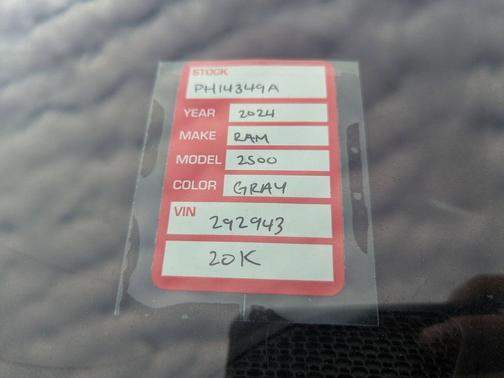 STOCK
PH14349A
YEAR 2024
MAKE RAM
MODEL 2500
COLOR GRAY
VIN
292943
20K